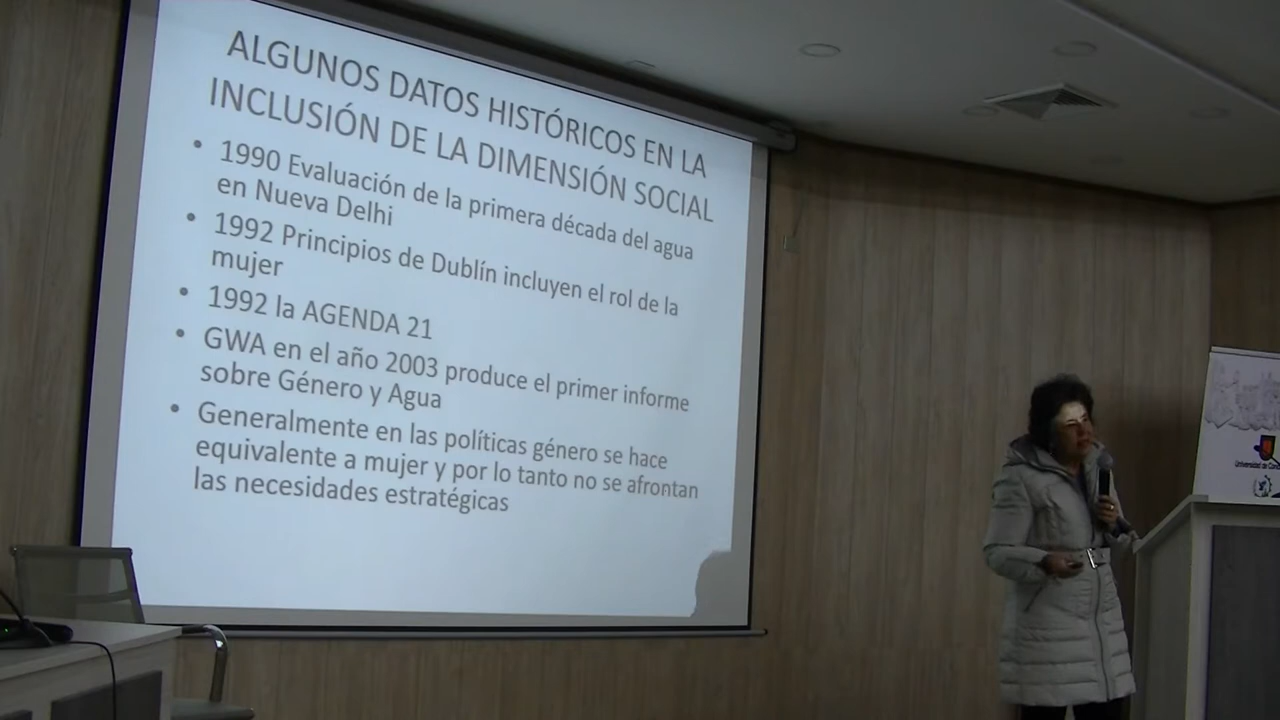 ALGUNOS DATOS HISTÓRICOS EN LA
INCLUSIÓN DE LA DIMENSIÓN SOCIAL
• 1990 Evaluación de la primera década del agua
en Nueva Delhi
• 1992 Principios de Dublín incluyen el rol de la
mujer
• 1992 la AGENDA 21
• GWA en el año 2003 produce el primer informe
sobre Género y Agua
• Generalmente en las políticas género se hace
equivalente a mujer y por lo tanto no se afrontan
las necesidades estratégicas
Universidad de